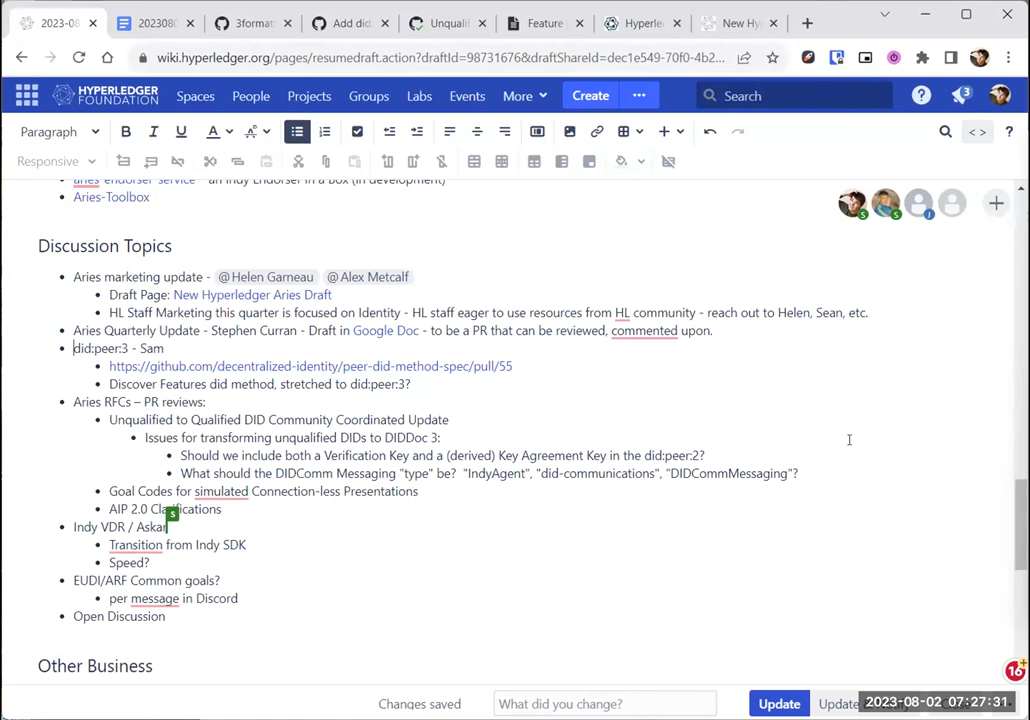 2023-08
2023080
3format
Add did:
Unquali
Feature
Hyperle
New Hy
wiki.hyperledger.org/pages/resumedraft.action?draftId=98731676&draftShareId=dec1e549-70f0-4b2...
HYPERLEDGER FOUNDATION
Spaces People Projects Groups Labs Events More Create ••• Search 3
Paragraph B I U A
Responsive
aries-endorser-service - an Indy Endorser in a Box (in development)
Aries-Toolbox
S S J
Discussion Topics
Aries marketing update - @Helen Garneau @Alex Metcalf
Draft Page: New Hyperledger Aries Draft
HL Staff Marketing this quarter is focused on Identity - HL staff eager to use resources from HL community - reach out to Helen, Sean, etc.
Aries Quarterly Update - Stephen Curran - Draft in Google Doc - to be a PR that can be reviewed, commented upon.
did:peer:3 - Sam
https://github.com/decentralized-identity/peer-did-method-spec/pull/55
Discover Features did method, stretched to did:peer:3?
Aries RFCs – PR reviews:
Unqualified to Qualified DID Community Coordinated Update
Issues for transforming unqualified DIDs to DIDDoc 3:
Should we include both a Verification Key and a (derived) Key Agreement Key in the did:peer:2?
What should the DIDComm Messaging "type" be? "IndyAgent", "did-communications", "DIDCommMessaging"?
Goal Codes for simulated Connection-less Presentations
AIP 2.0 Clarifications
S
Indy VDR / Askar
Transition from Indy SDK
Speed?
EUDI/ARF Common goals?
per message in Discord
Open Discussion
Other Business
16+
Changes saved What did you change? Update Update
2023-08-02 07:27:31